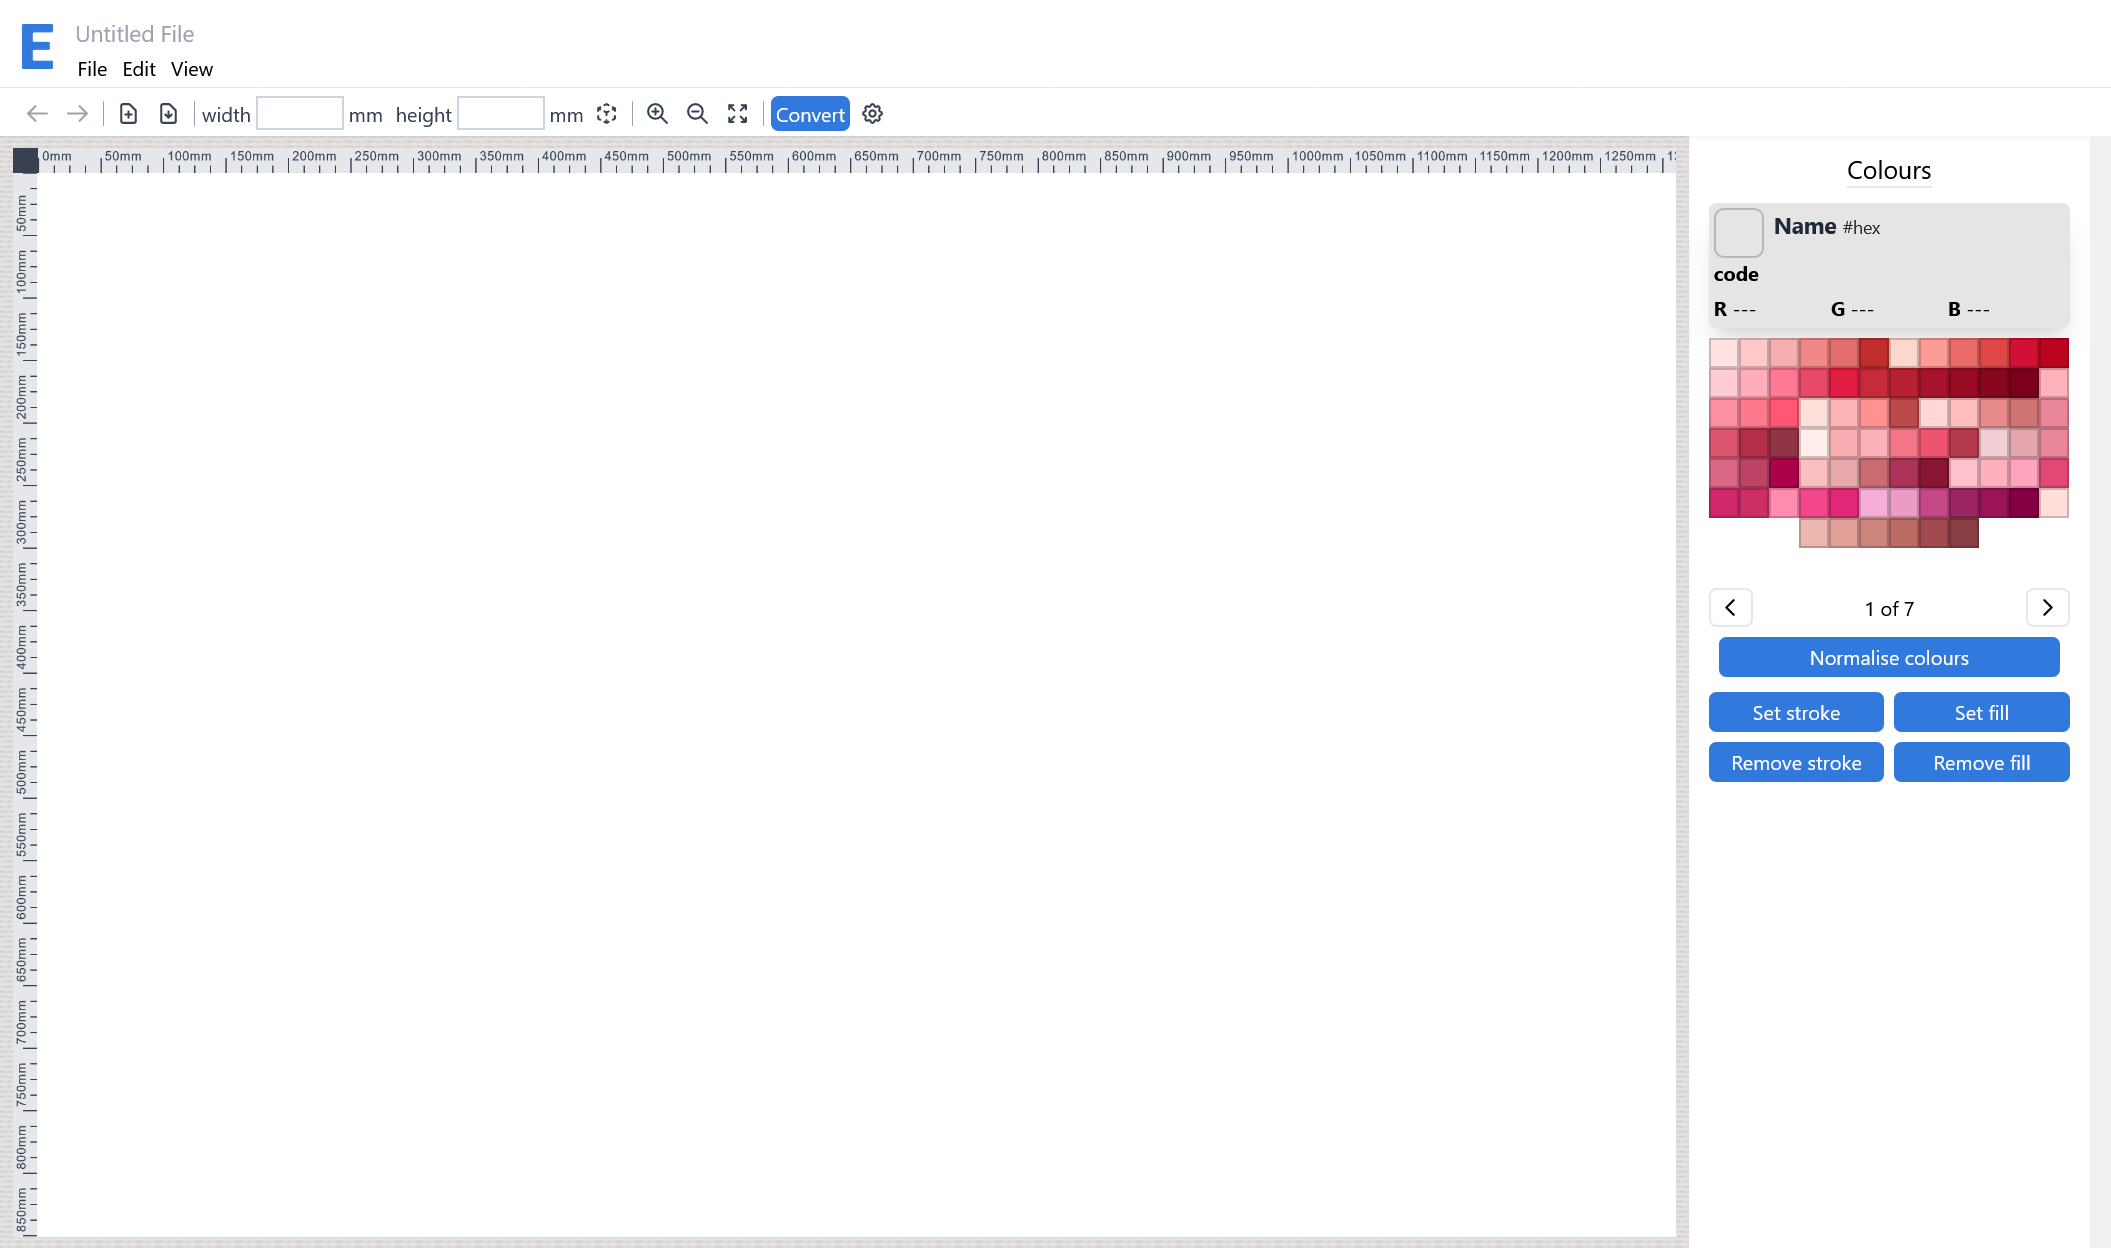 E
Untitled File
File Edit View
width mm height mm Convert
0mm 50mm 100mm 150mm 200mm 250mm 300mm 350mm 400mm 450mm 500mm 550mm 600mm 650mm 700mm 750mm 800mm 850mm 900mm 950mm 1000mm 1050mm 1100mm 1150mm 1200mm 1250mm
50mm
100mm
150mm
200mm
250mm
300mm
350mm
400mm
450mm
500mm
550mm
600mm
650mm
700mm
750mm
800mm
850mm
Colours
Name #hex
code
R --- G --- B ---
1 of 7
Normalise colours
Set stroke Set fill
Remove stroke Remove fill